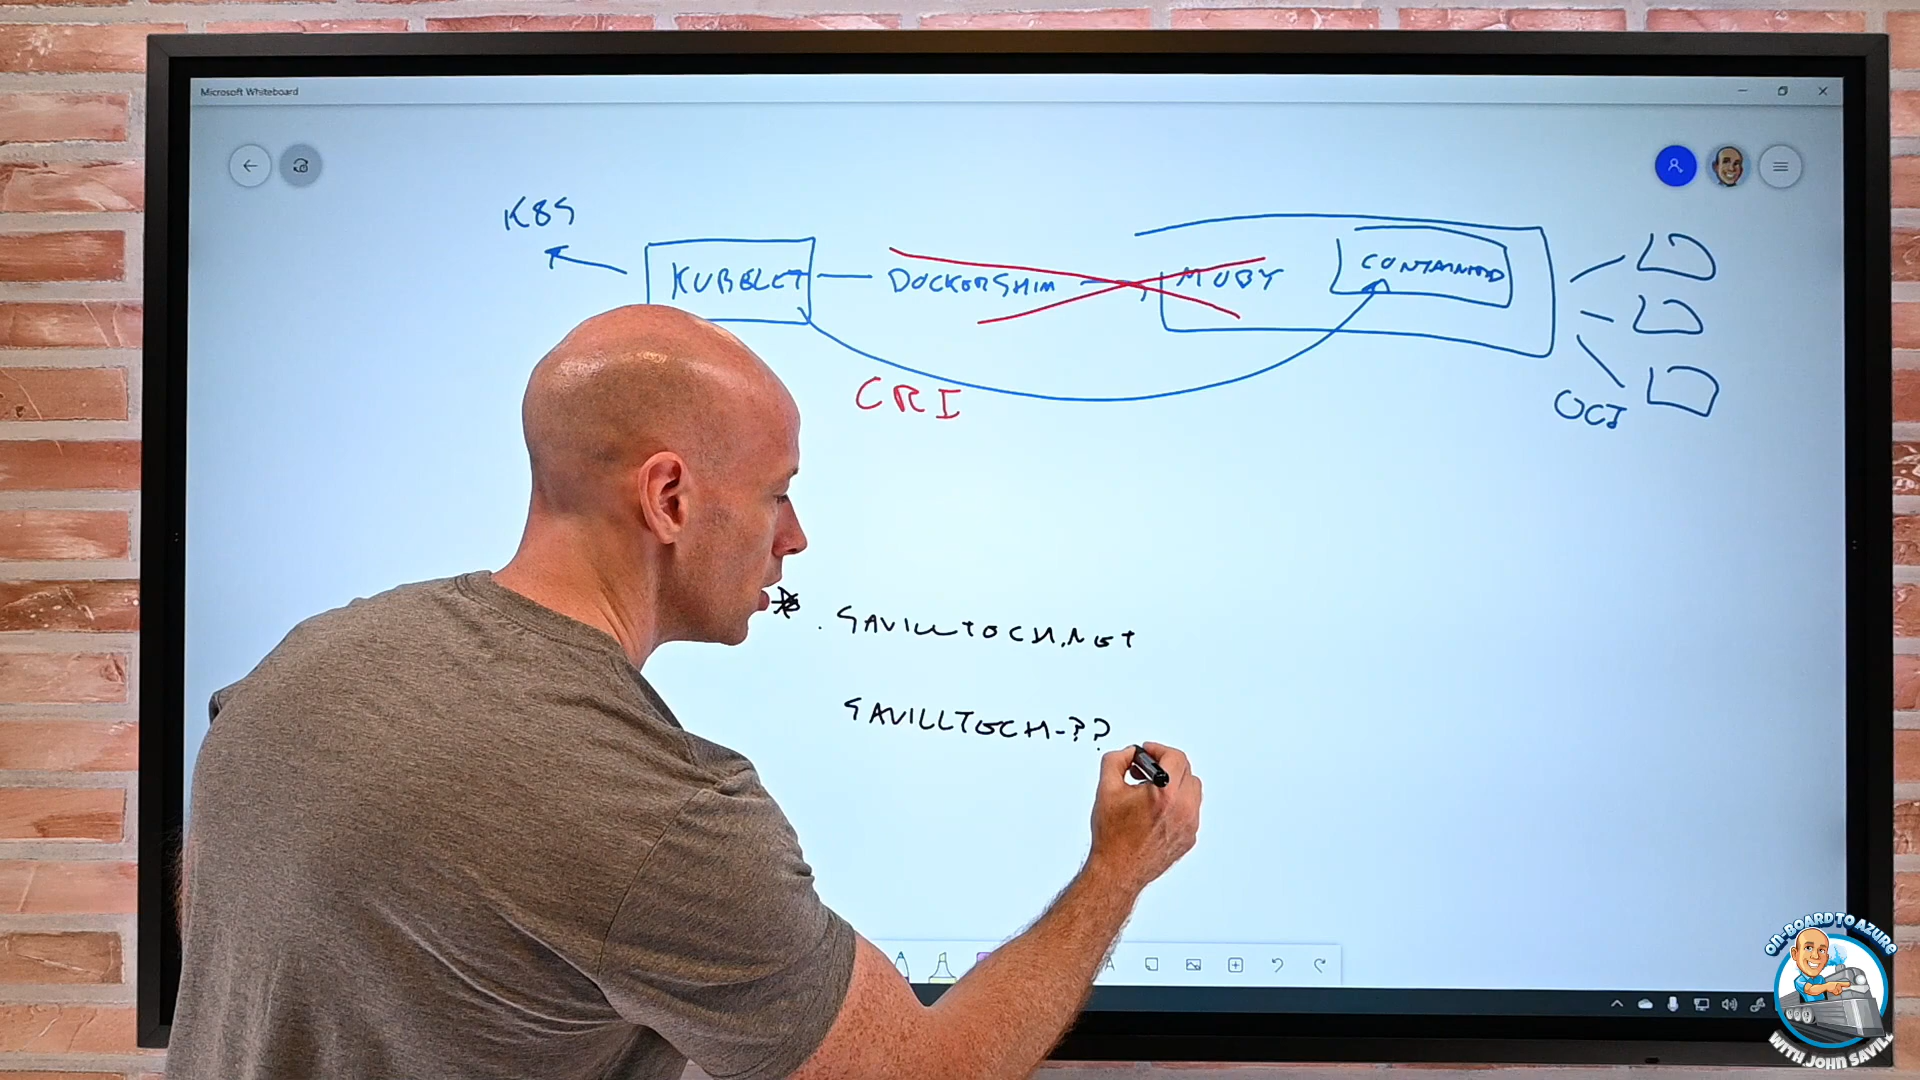 Microsoft Whiteboard
K8S
KUBELET
DOCKERSHIM
MOBY
CONTAINERD
CRI
OCI
*.SAVILLTECH.NET
SAVILLTECH-??
ON-BOARD TO AZURE
WITH JOHN SAVILL